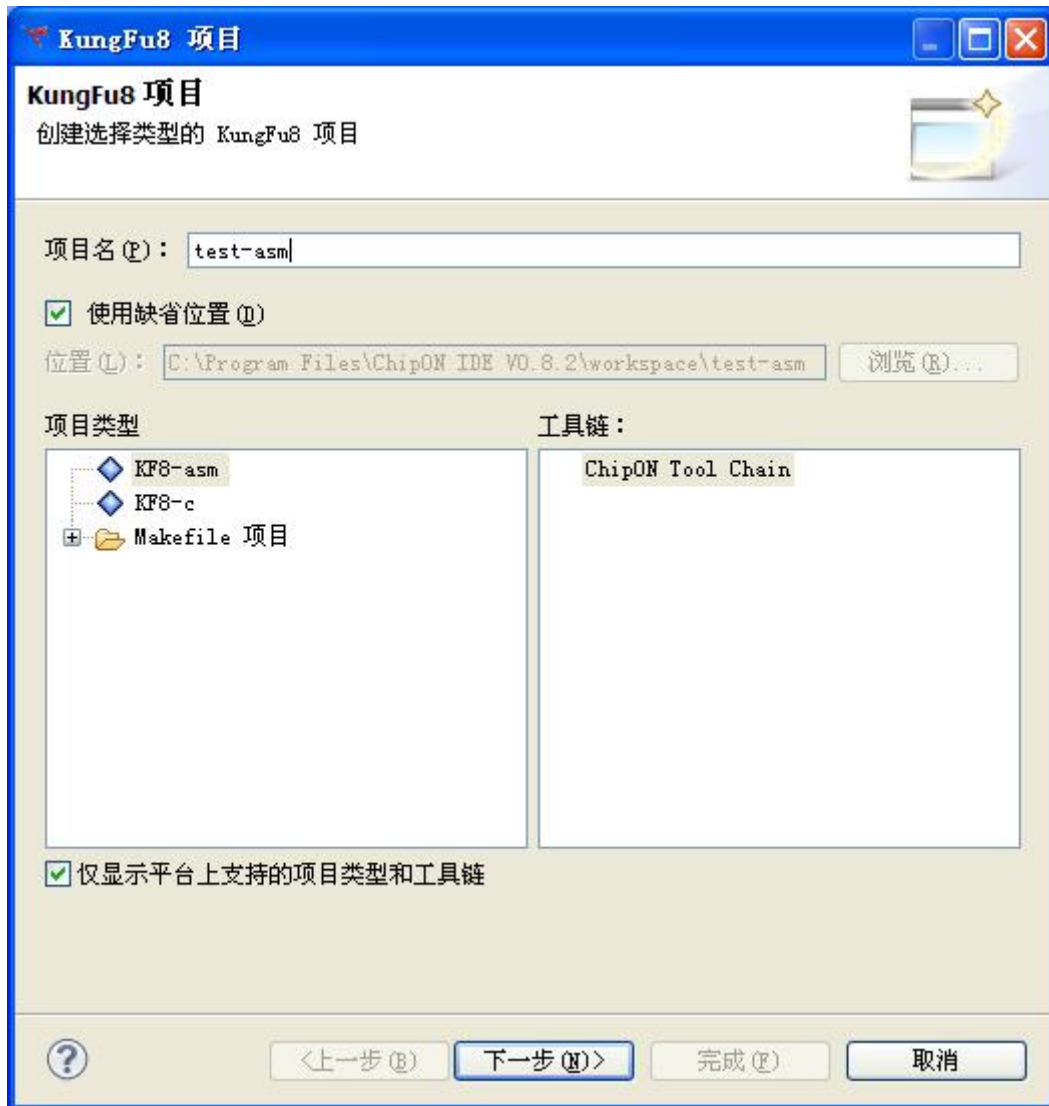 KungFu8 项目
KungFu8 项目
创建选择类型的 KungFu8 项目
项目名(P)： test-asm
使用缺省位置(D)
位置(L)： C:\Program Files\ChipON IDE V0.8.2\workspace\test-asm 浏览(R)...
项目类型 工具链：
KF8-asm ChipON Tool Chain
KF8-c
Makefile 项目
仅显示平台上支持的项目类型和工具链
? <上一步(B) 下一步(N)> 完成(F) 取消